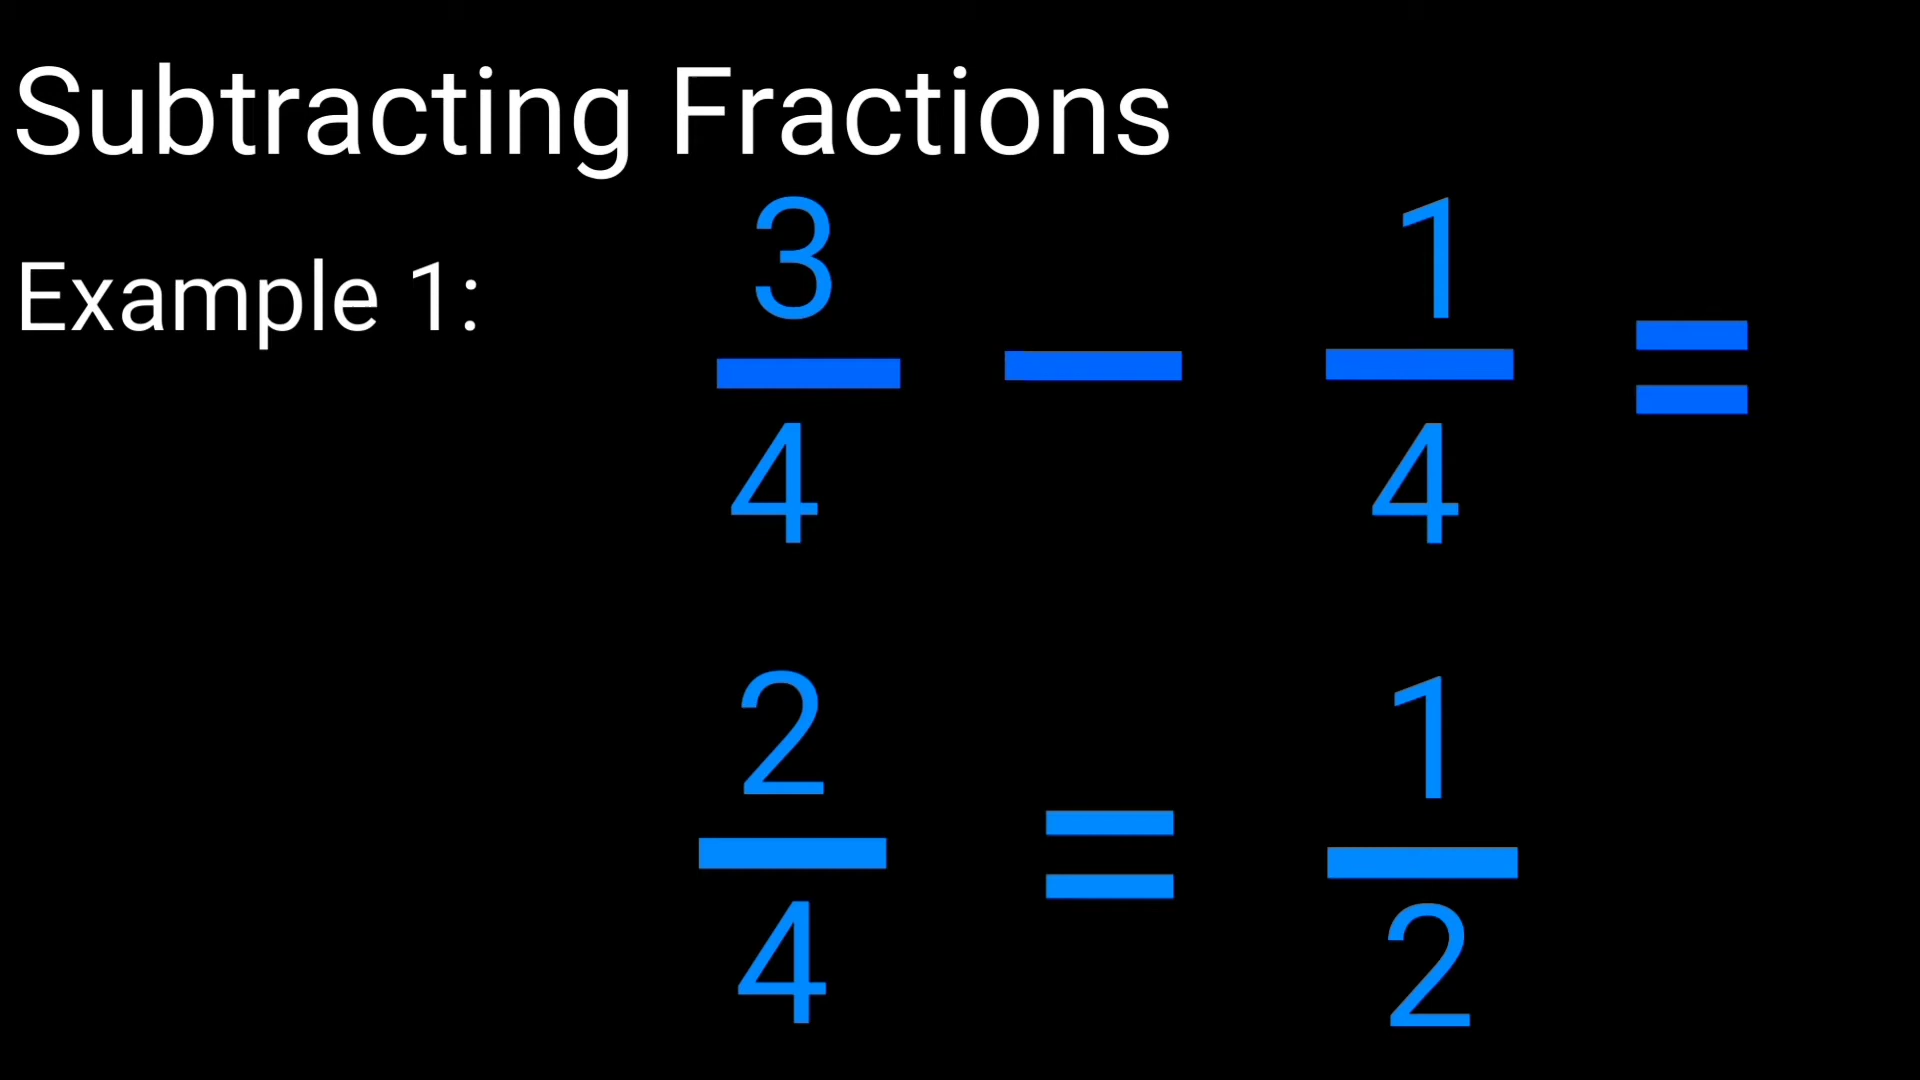 Subtracting Fractions
Example 1: 3/4 − 1/4 =
2/4 = 1/2